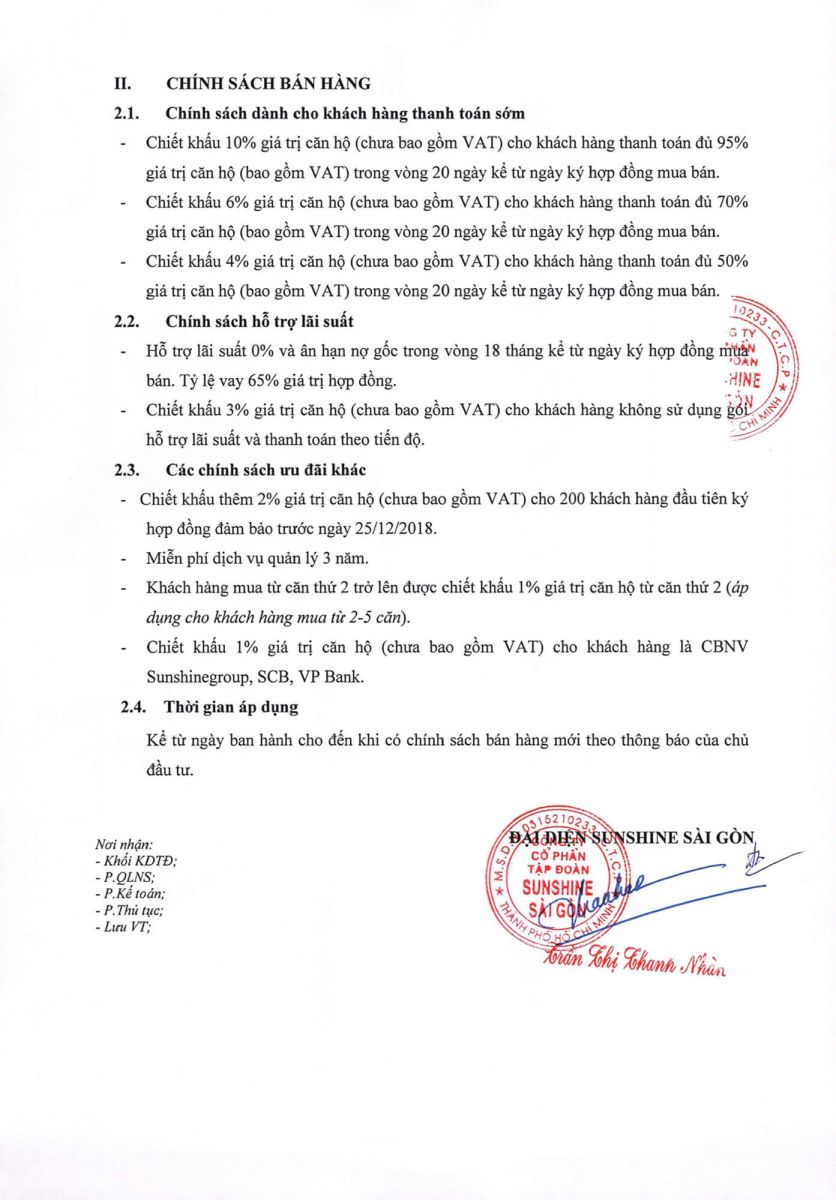 II. CHÍNH SÁCH BÁN HÀNG
2.1. Chính sách dành cho khách hàng thanh toán sớm
- Chiết khấu 10% giá trị căn hộ (chưa bao gồm VAT) cho khách hàng thanh toán đủ 95%
giá trị căn hộ (bao gồm VAT) trong vòng 20 ngày kể từ ngày ký hợp đồng mua bán.
- Chiết khấu 6% giá trị căn hộ (chưa bao gồm VAT) cho khách hàng thanh toán đủ 70%
giá trị căn hộ (bao gồm VAT) trong vòng 20 ngày kể từ ngày ký hợp đồng mua bán.
- Chiết khấu 4% giá trị căn hộ (chưa bao gồm VAT) cho khách hàng thanh toán đủ 50%
giá trị căn hộ (bao gồm VAT) trong vòng 20 ngày kể từ ngày ký hợp đồng mua bán.
2.2. Chính sách hỗ trợ lãi suất
- Hỗ trợ lãi suất 0% và ân hạn nợ gốc trong vòng 18 tháng kể từ ngày ký hợp đồng mua
bán. Tỷ lệ vay 65% giá trị hợp đồng.
- Chiết khấu 3% giá trị căn hộ (chưa bao gồm VAT) cho khách hàng không sử dụng gói
hỗ trợ lãi suất và thanh toán theo tiến độ.
2.3. Các chính sách ưu đãi khác
- Chiết khấu thêm 2% giá trị căn hộ (chưa bao gồm VAT) cho 200 khách hàng đầu tiên ký
hợp đồng đảm bảo trước ngày 25/12/2018.
- Miễn phí dịch vụ quản lý 3 năm.
- Khách hàng mua từ căn thứ 2 trở lên được chiết khấu 1% giá trị căn hộ từ căn thứ 2 (áp
dụng cho khách hàng mua từ 2-5 căn).
- Chiết khấu 1% giá trị căn hộ (chưa bao gồm VAT) cho khách hàng là CBNV
Sunshinegroup, SCB, VP Bank.
2.4. Thời gian áp dụng
Kể từ ngày ban hành cho đến khi có chính sách bán hàng mới theo thông báo của chủ
đầu tư.
Nơi nhận:
- Khối KDTĐ;
- P.QLNS;
- P.Kế toán;
- P.Thủ tục;
- Lưu VT;
ĐẠI DIỆN SUNSHINE SÀI GÒN
M.S.D.N:0315210233-C.T.C.P
CÔNG TY
CỔ PHẦN
TẬP ĐOÀN
SUNSHINE
SÀI GÒN
THÀNH PHỐ HỒ CHÍ MINH
Trần Thị Thanh Nhàn